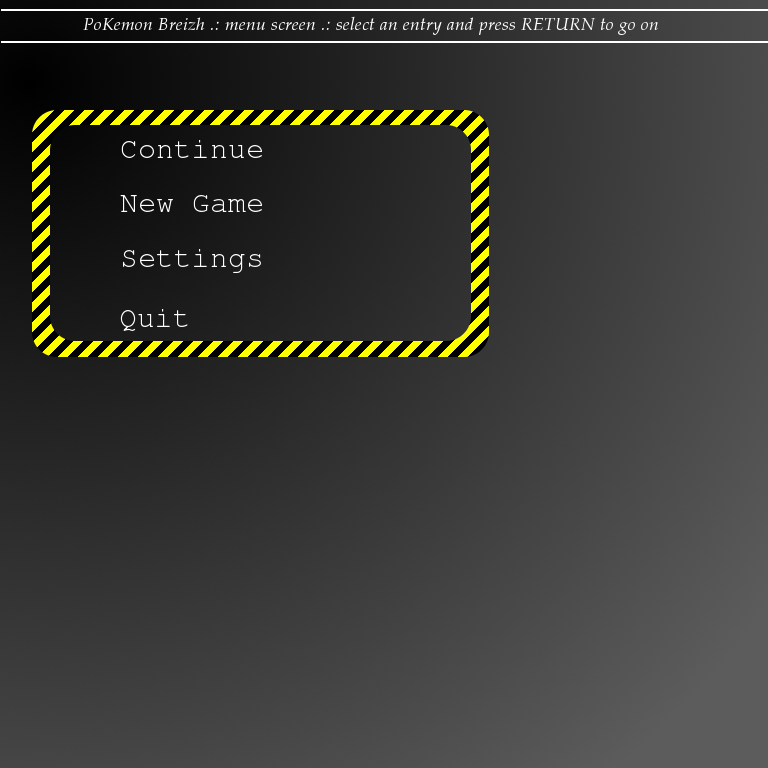 PoKemon Breizh .: menu screen .: select an entry and press RETURN to go on
Continue
New Game
Settings
Quit